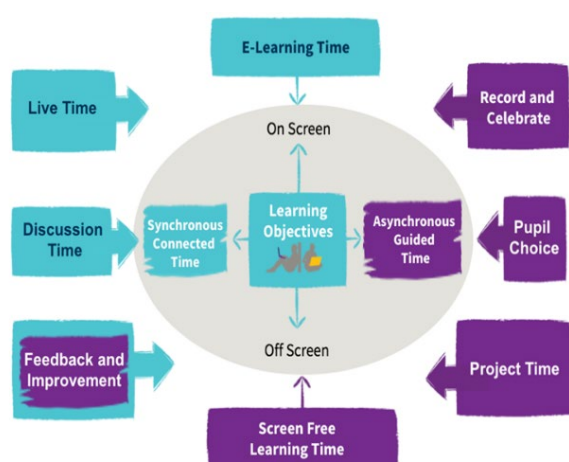 E-Learning Time
Live Time
Record and
Celebrate
On Screen
Discussion
Time
Synchronous
Connected
Time
Learning
Objectives
Asynchronous
Guided
Time
Pupil
Choice
Off Screen
Feedback and
Improvement
Project Time
Screen Free
Learning Time